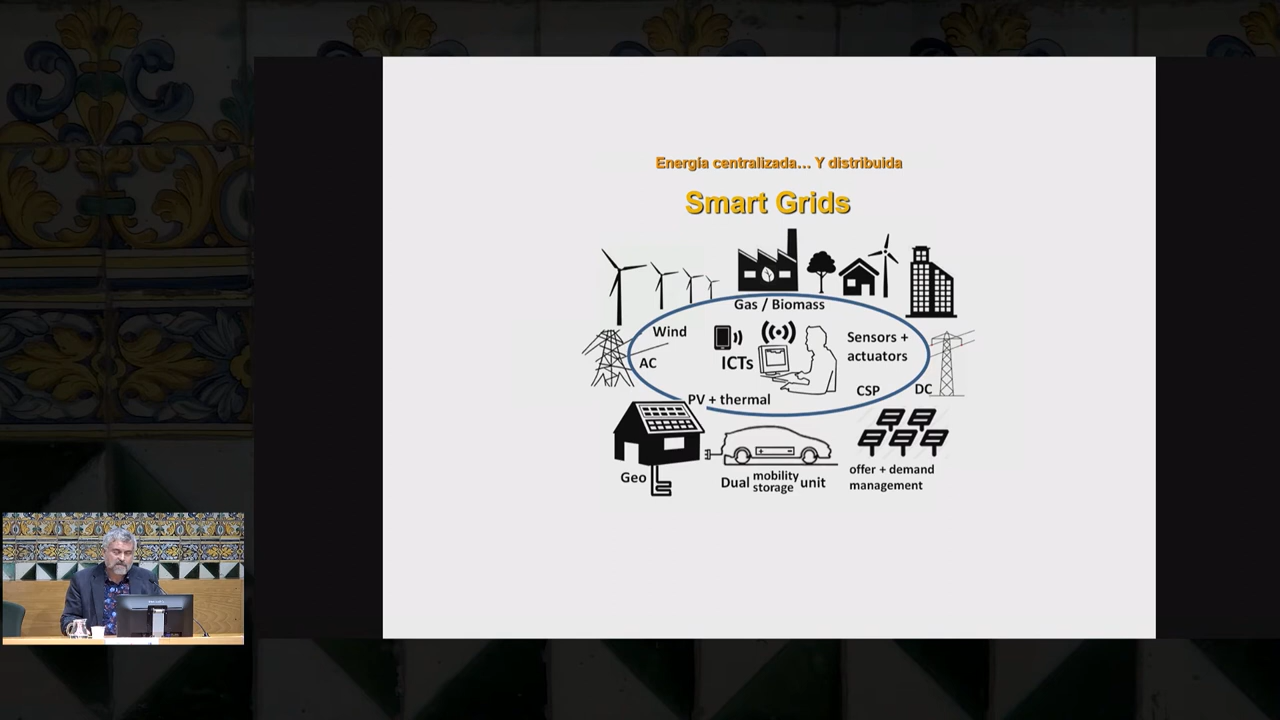 Energía centralizada... Y distribuida
Smart Grids
Gas / Biomass
Wind
Sensors +
actuators
AC
ICTs
CSP
DC
PV + thermal
Geo
Dual mobility storage unit
offer + demand
management